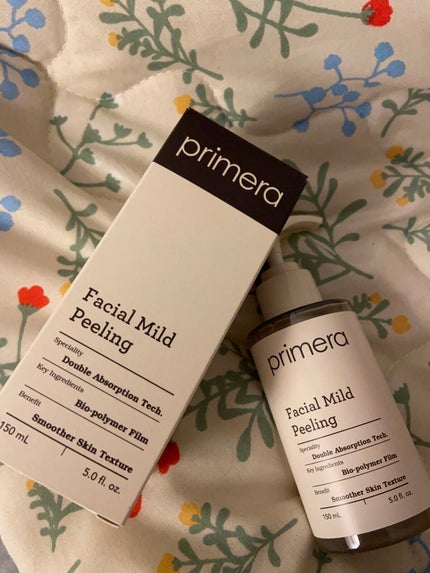 primera
Facial Mild
Peeling
Speciality
Double Absorption Tech.
Key Ingredients
Bio-polymer Film
Benefit
Smoother Skin Texture
150 mL
5.0 fl. oz.
primera
Facial Mild
Peeling
Speciality
Double Absorption Tech.
Key Ingredients
Bio-polymer Film
Benefit
Smoother Skin Texture
150 mL
5.0 fl. oz.